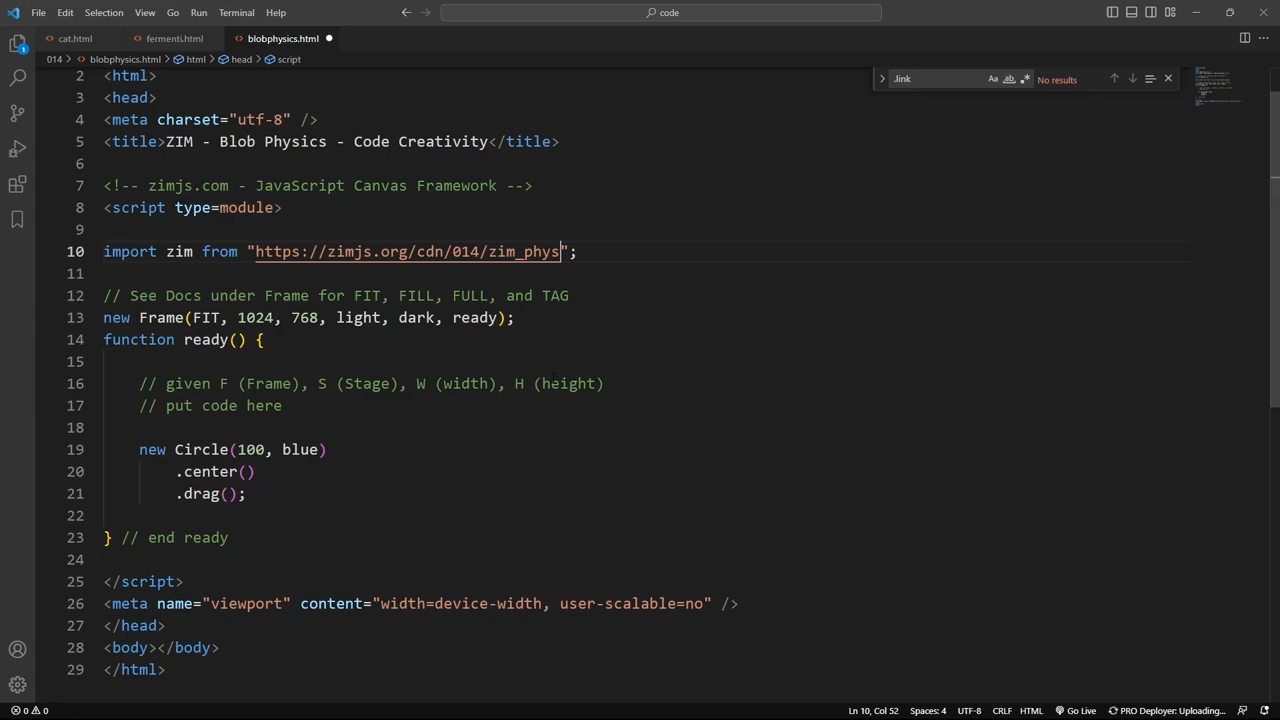 File Edit Selection View Go Run Terminal Help
code
cat.html
fermenti.html
blobphysics.html
014 > blobphysics.html > html > head > script
.link
Aa ab .* No results
1
2 <html>
3 <head>
4 <meta charset="utf-8" />
5 <title>ZIM - Blob Physics - Code Creativity</title>
6
7 <!-- zimjs.com - JavaScript Canvas Framework -->
8 <script type=module>
9
10 import zim from "https://zimjs.org/cdn/014/zim_phys";
11
12 // See Docs under Frame for FIT, FILL, FULL, and TAG
13 new Frame(FIT, 1024, 768, light, dark, ready);
14 function ready() {
15
16 // given F (Frame), S (Stage), W (width), H (height)
17 // put code here
18
19 new Circle(100, blue)
20 .center()
21 .drag();
22
23 } // end ready
24
25 </script>
26 <meta name="viewport" content="width=device-width, user-scalable=no" />
27 </head>
28 <body></body>
29 </html>
0 0 Ln 10, Col 52 Spaces: 4 UTF-8 CRLF HTML Go Live PRO Deployer: Uploading...